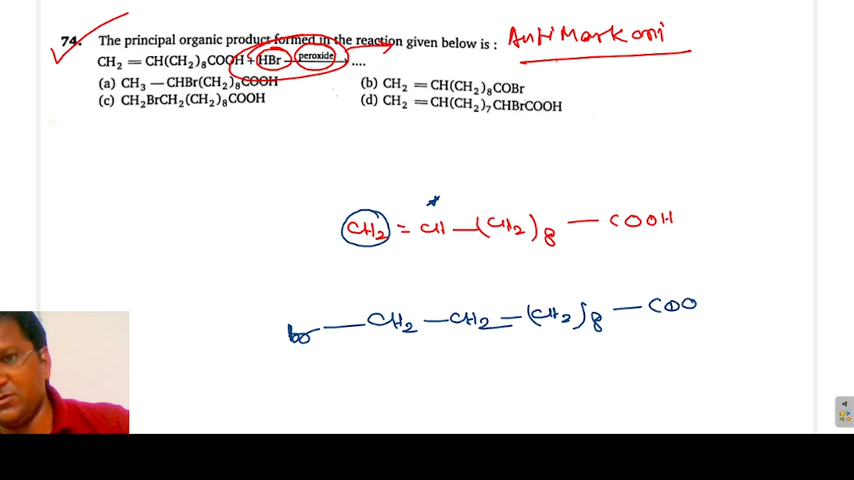 74. The principal organic product formed in the reaction given below is : Anti Markoni
CH2 = CH(CH2)8COOH + HBr peroxide→ ....
(a) CH3 — CHBr(CH2)8COOH (b) CH2 = CH(CH2)8COBr
(c) CH2BrCH2(CH2)8COOH (d) CH2 = CH(CH2)7CHBrCOOH
CH2 = CH — (CH2)8 — COOH
br — CH2 — CH2 — (CH2)8 — COO